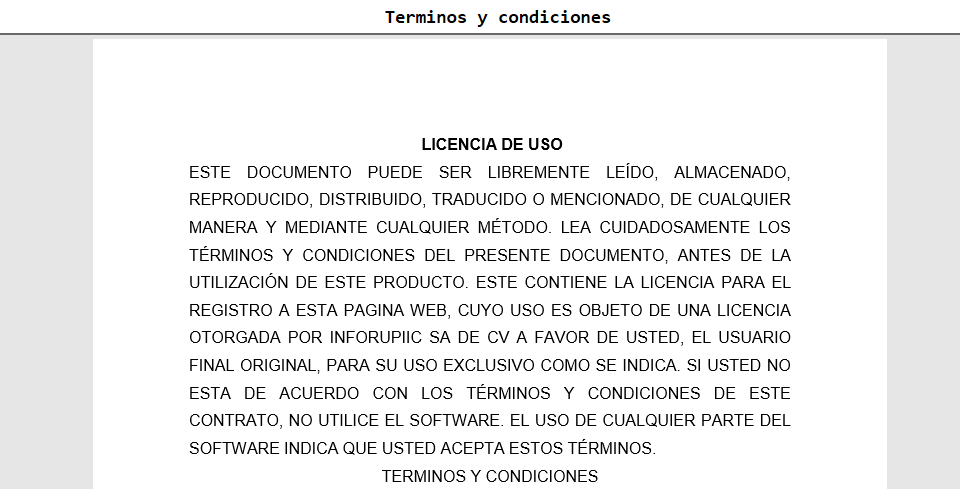 Terminos y condiciones
LICENCIA DE USO
ESTE DOCUMENTO PUEDE SER LIBREMENTE LEÍDO, ALMACENADO,
REPRODUCIDO, DISTRIBUIDO, TRADUCIDO O MENCIONADO, DE CUALQUIER
MANERA Y MEDIANTE CUALQUIER MÉTODO. LEA CUIDADOSAMENTE LOS
TÉRMINOS Y CONDICIONES DEL PRESENTE DOCUMENTO, ANTES DE LA
UTILIZACIÓN DE ESTE PRODUCTO. ESTE CONTIENE LA LICENCIA PARA EL
REGISTRO A ESTA PAGINA WEB, CUYO USO ES OBJETO DE UNA LICENCIA
OTORGADA POR INFORUPIIC SA DE CV A FAVOR DE USTED, EL USUARIO
FINAL ORIGINAL, PARA SU USO EXCLUSIVO COMO SE INDICA. SI USTED NO
ESTA DE ACUERDO CON LOS TÉRMINOS Y CONDICIONES DE ESTE
CONTRATO, NO UTILICE EL SOFTWARE. EL USO DE CUALQUIER PARTE DEL
SOFTWARE INDICA QUE USTED ACEPTA ESTOS TÉRMINOS.
TERMINOS Y CONDICIONES